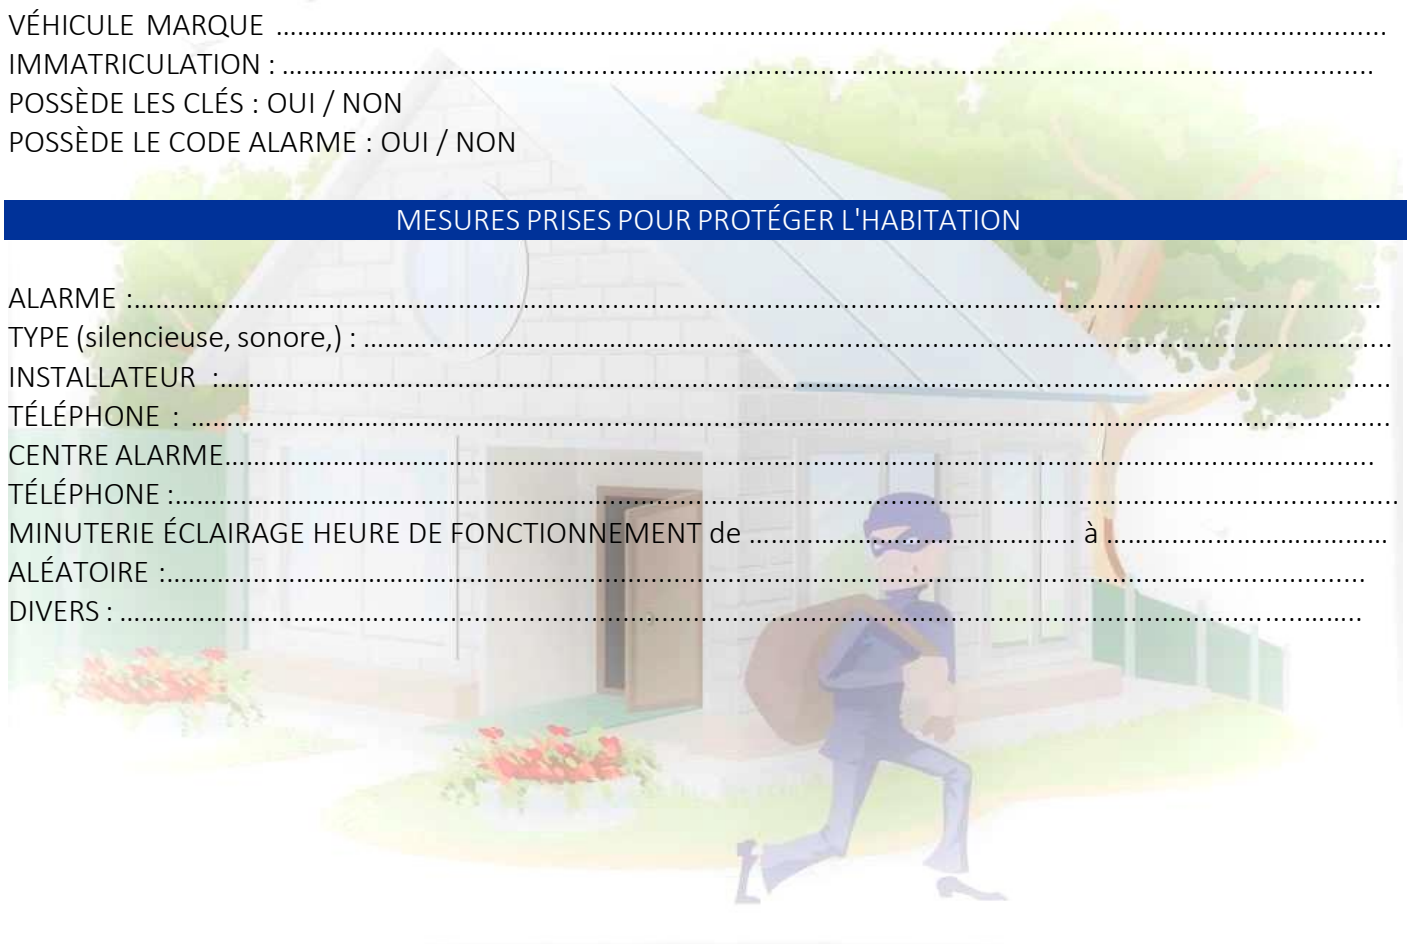 VÉHICULE MARQUE ........................................................................................................................
IMMATRICULATION : ........................................................................................................................
POSSÈDE LES CLÉS : OUI / NON
POSSÈDE LE CODE ALARME : OUI / NON
MESURES PRISES POUR PROTÉGER L'HABITATION
ALARME :........................................................................................................................
TYPE (silencieuse, sonore,) : ........................................................................................................................
INSTALLATEUR :........................................................................................................................
TÉLÉPHONE : ........................................................................................................................
CENTRE ALARME........................................................................................................................
TÉLÉPHONE :........................................................................................................................
MINUTERIE ÉCLAIRAGE HEURE DE FONCTIONNEMENT de ........................................ à ........................................
ALÉATOIRE :........................................................................................................................
DIVERS : ........................................................................................................................